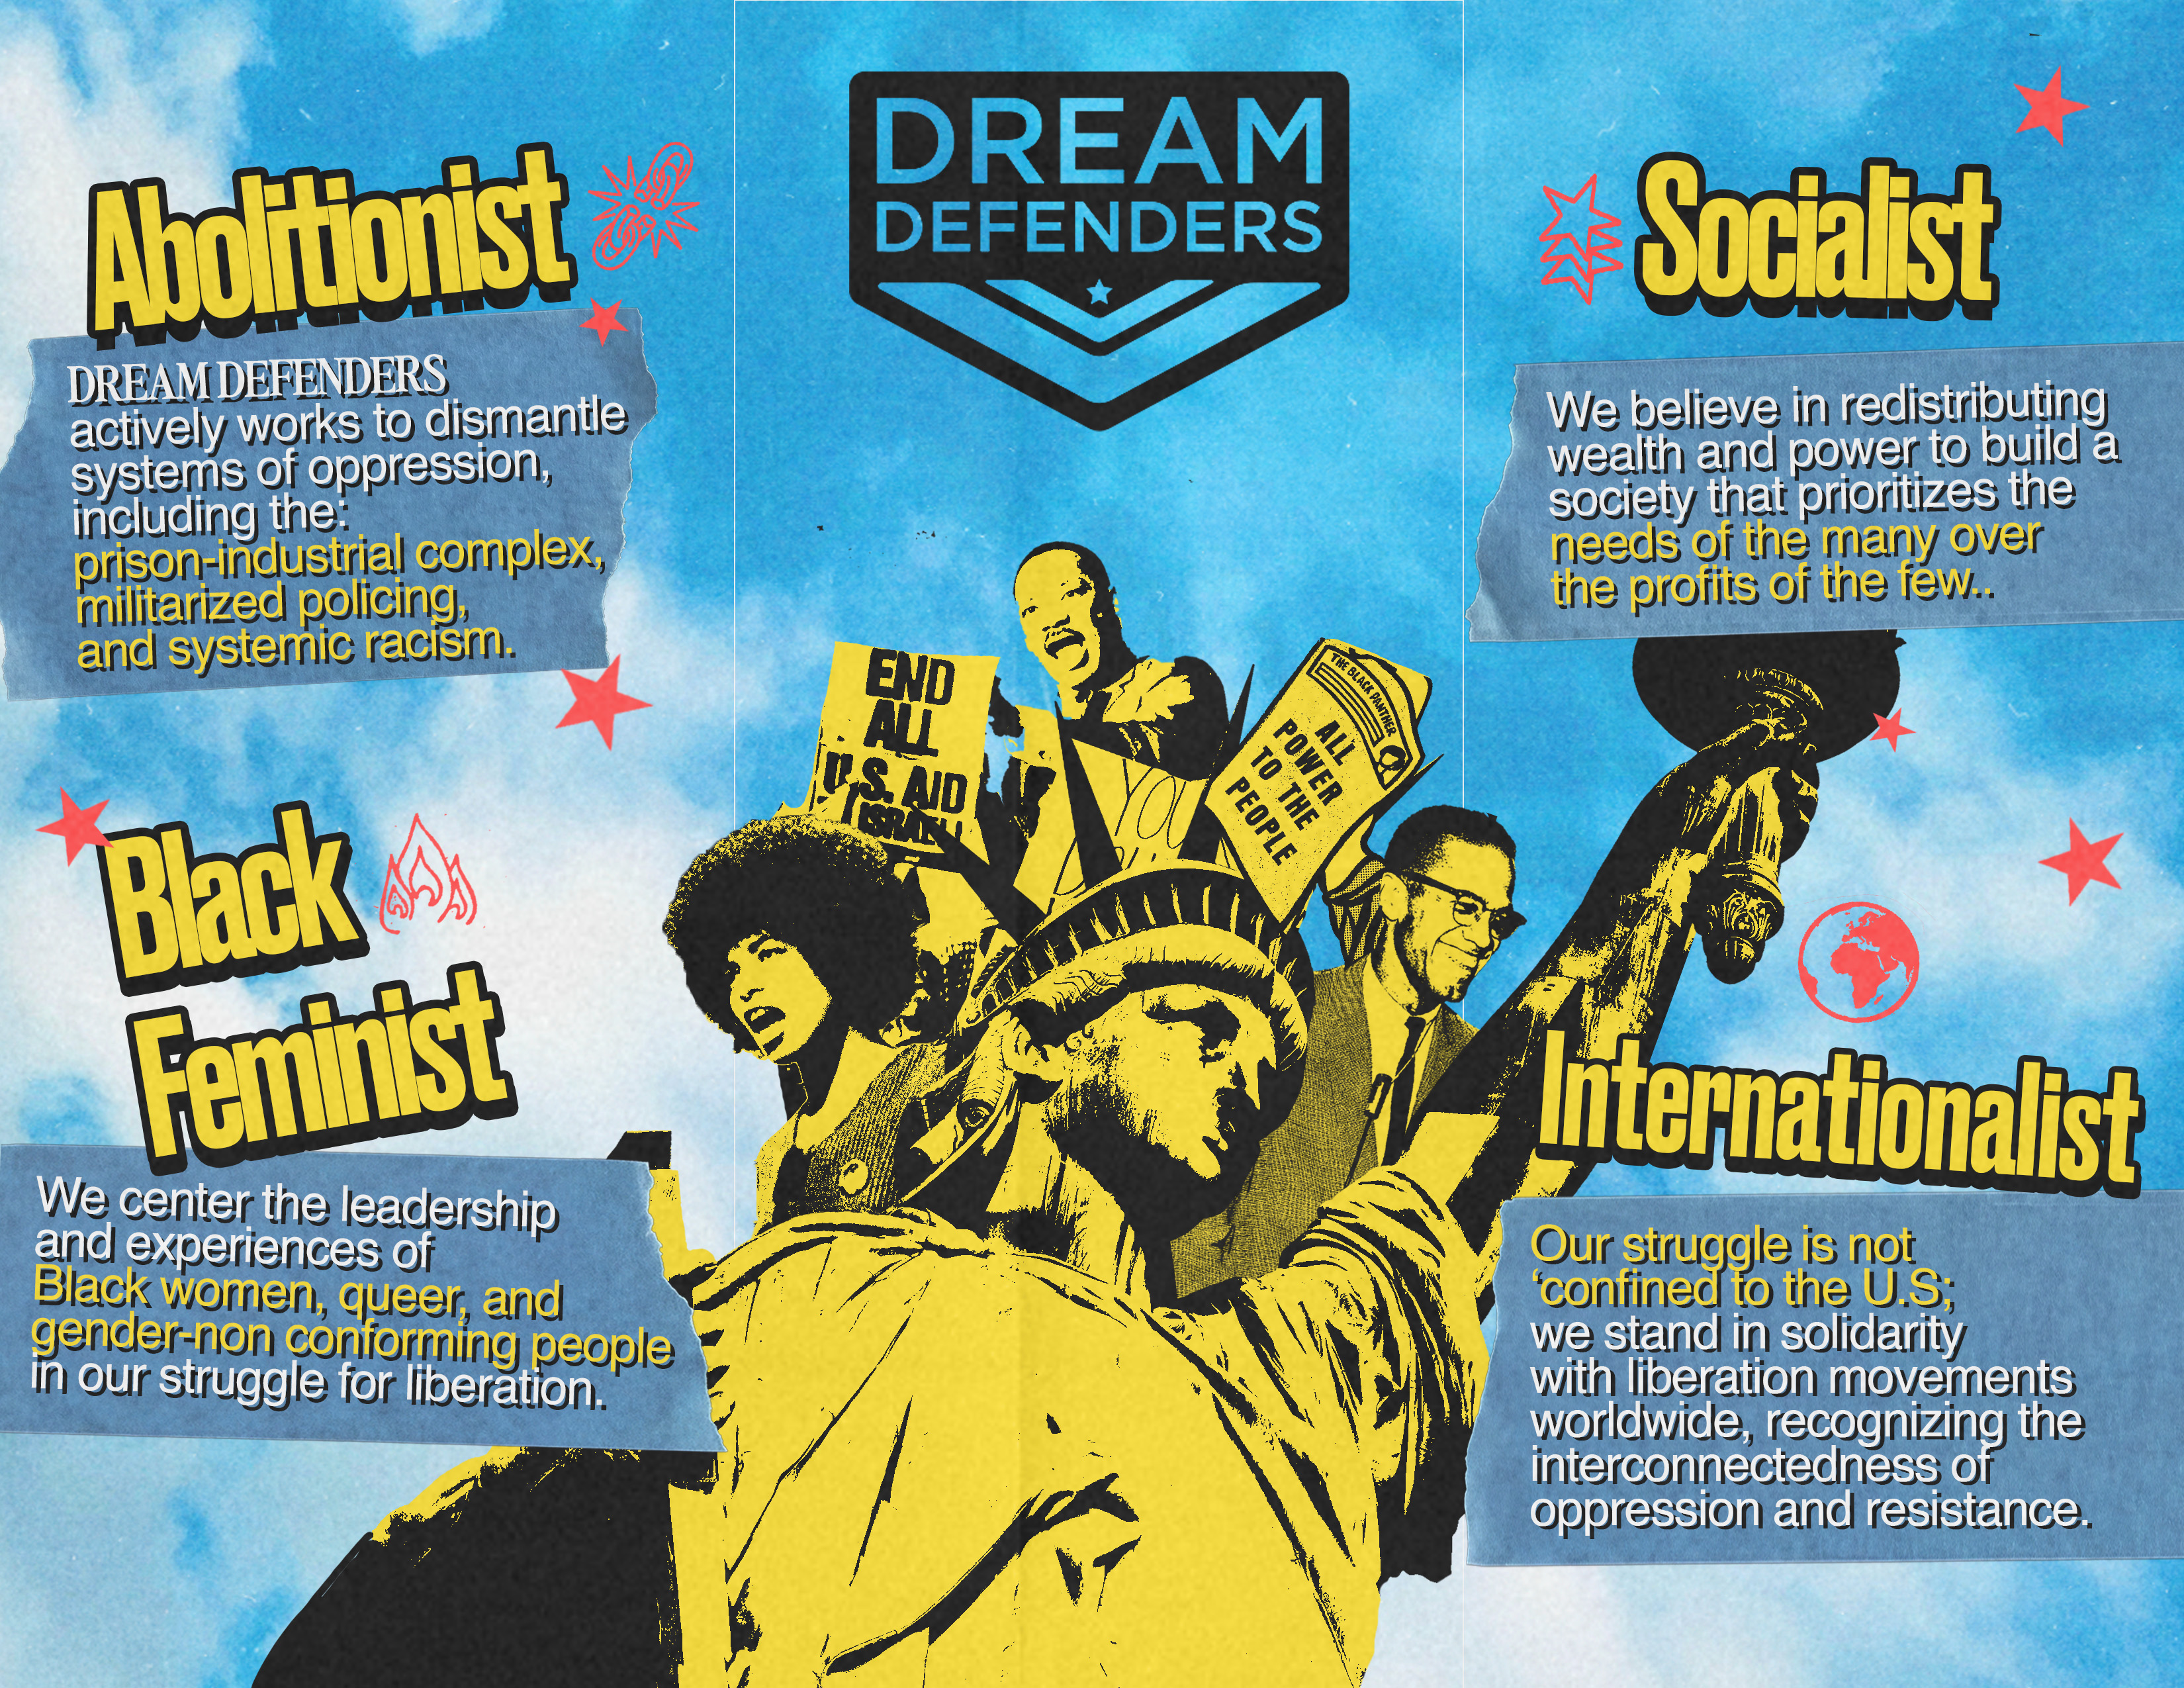 DREAM
DEFENDERS
Abolitionist
DREAM DEFENDERS
actively works to dismantle
systems of oppression,
including the:
prison-industrial complex,
militarized policing,
and systemic racism.
Black
Feminist
We center the leadership
and experiences of
Black women, queer, and
gender-non conforming people
in our struggle for liberation.
END
ALL
U.S. AID
ISRAEL!
THE BLACK PANTHER
ALL
POWER
TO THE
PEOPLE
Socialist
We believe in redistributing
wealth and power to build a
society that prioritizes the
needs of the many over
the profits of the few..
Internationalist
Our struggle is not
‘confined to the U.S;
we stand in solidarity
with liberation movements
worldwide, recognizing the
interconnectedness of
oppression and resistance.